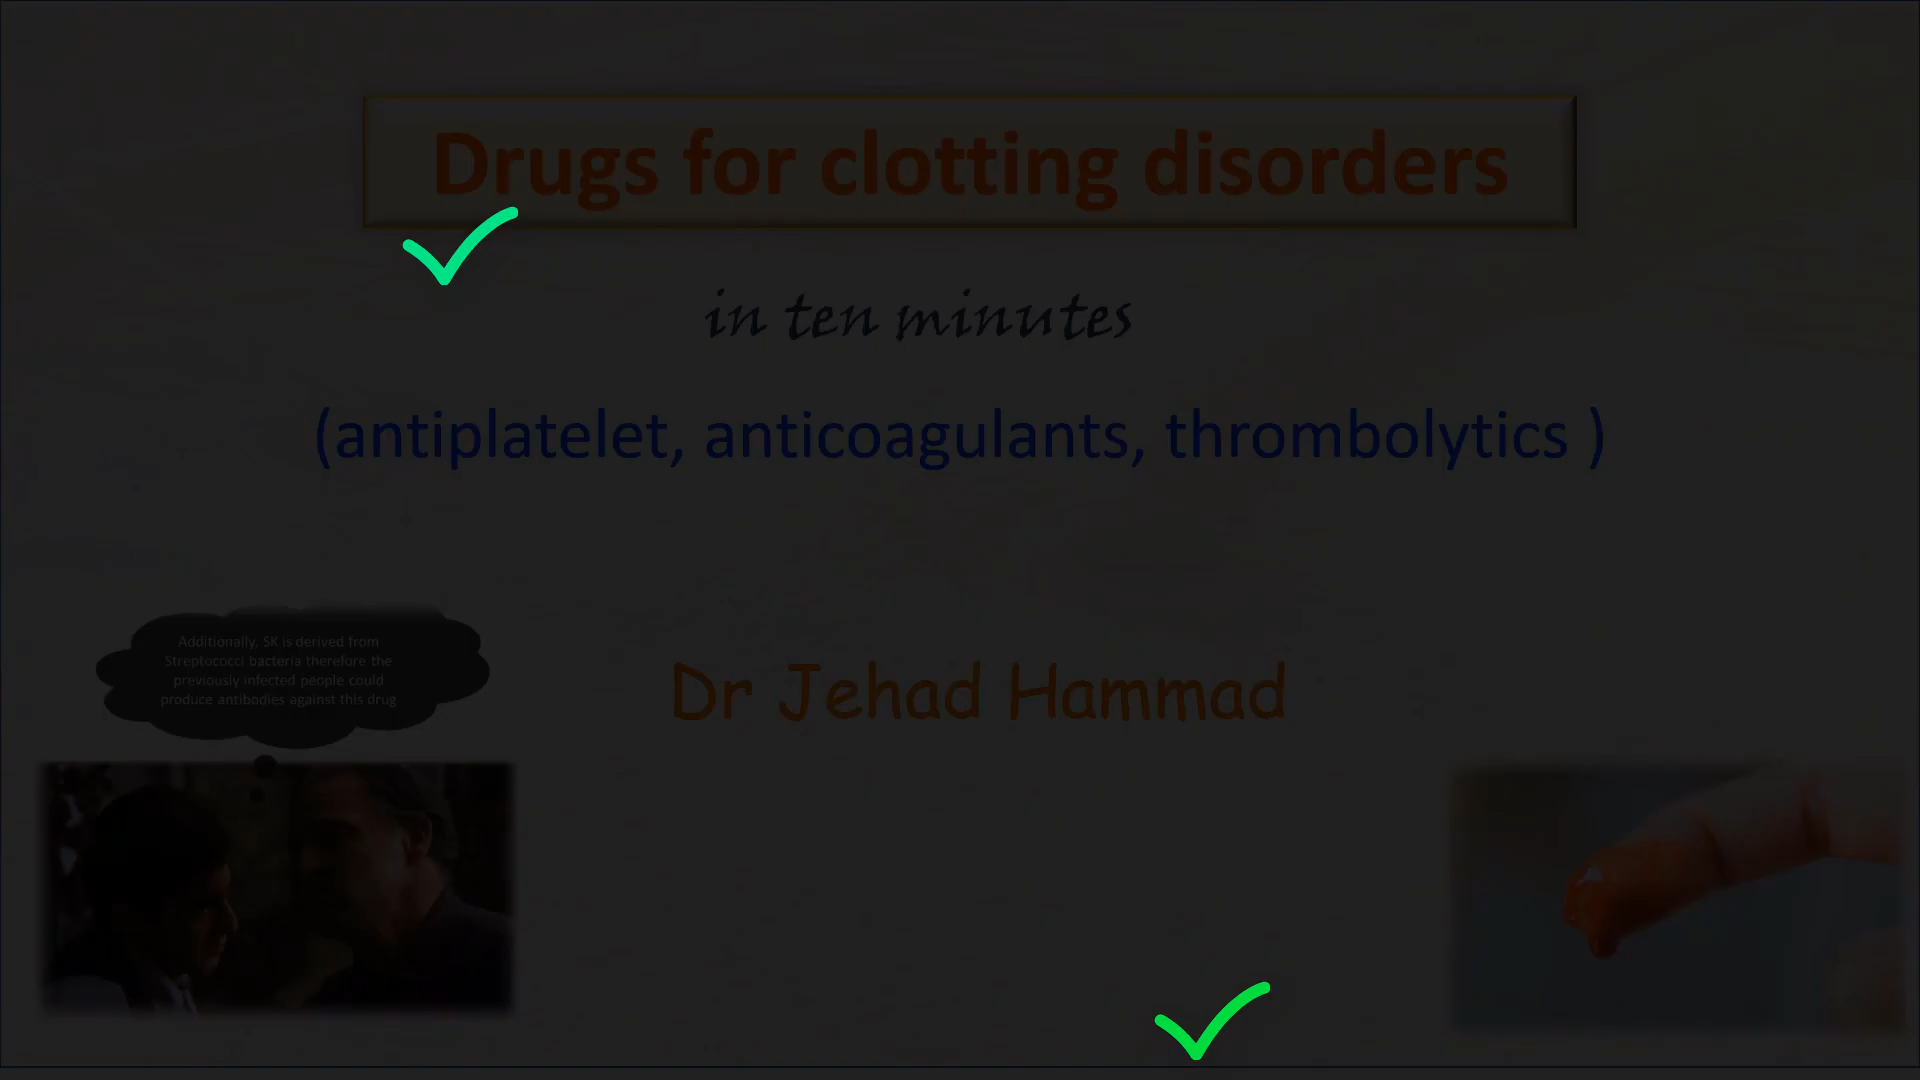 Drugs for clotting disorders
in ten minutes
(antiplatelet, anticoagulants, thrombolytics )
Additionally, SK is derived from
Streptococci bacteria therefore the
previously infected people could
produce antibodies against this drug
Dr Jehad Hammad